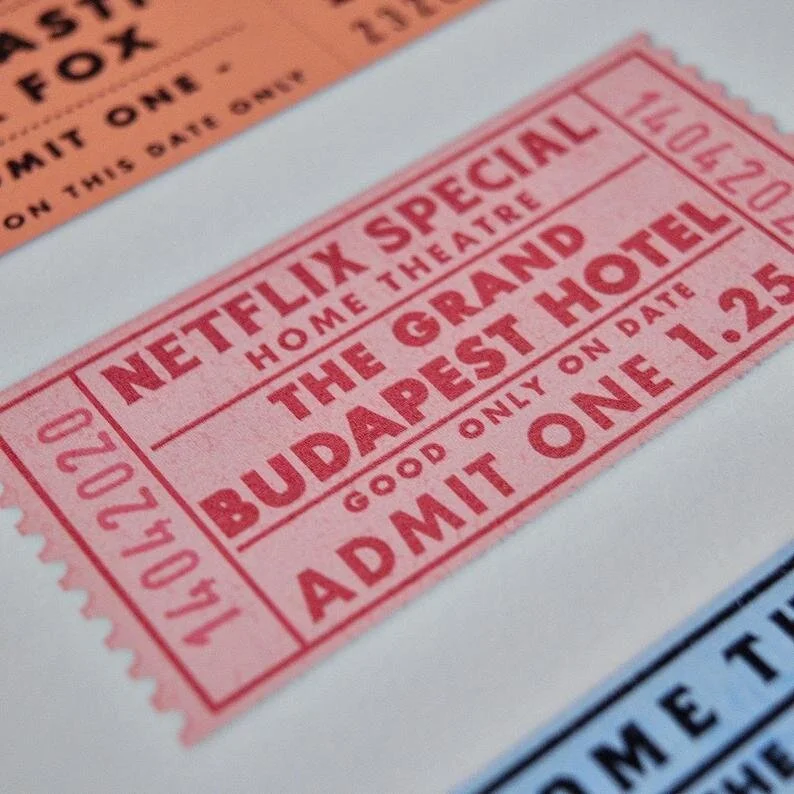 FOX
ADMIT ONE -
ON THIS DATE ONLY
NETFLIX SPECIAL
HOME THEATRE
THE GRAND
BUDAPEST HOTEL
GOOD ONLY ON DATE
ADMIT ONE 1.25
14042020
1404202